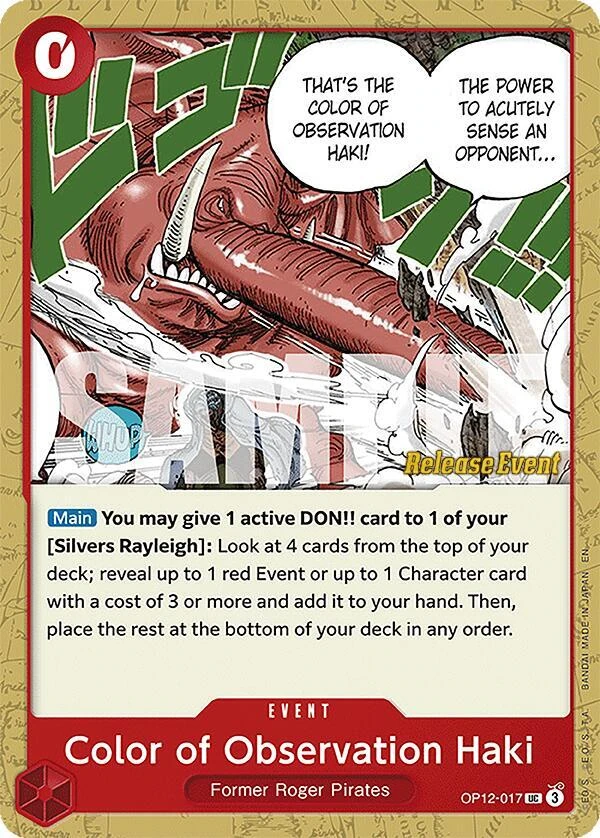 0
ドゴ
THAT'S THE
COLOR OF
OBSERVATION
HAKI!
THE POWER
TO ACUTELY
SENSE AN
OPPONENT...
SAMPLE
WHUP
Release Event
Main You may give 1 active DON!! card to 1 of your
[Silvers Rayleigh]: Look at 4 cards from the top of your
deck; reveal up to 1 red Event or up to 1 Character card
with a cost of 3 or more and add it to your hand. Then,
place the rest at the bottom of your deck in any order.
EVENT
Color of Observation Haki
Former Roger Pirates
OP12-017 UC 3
BANDAI MADE IN JAPAN EN